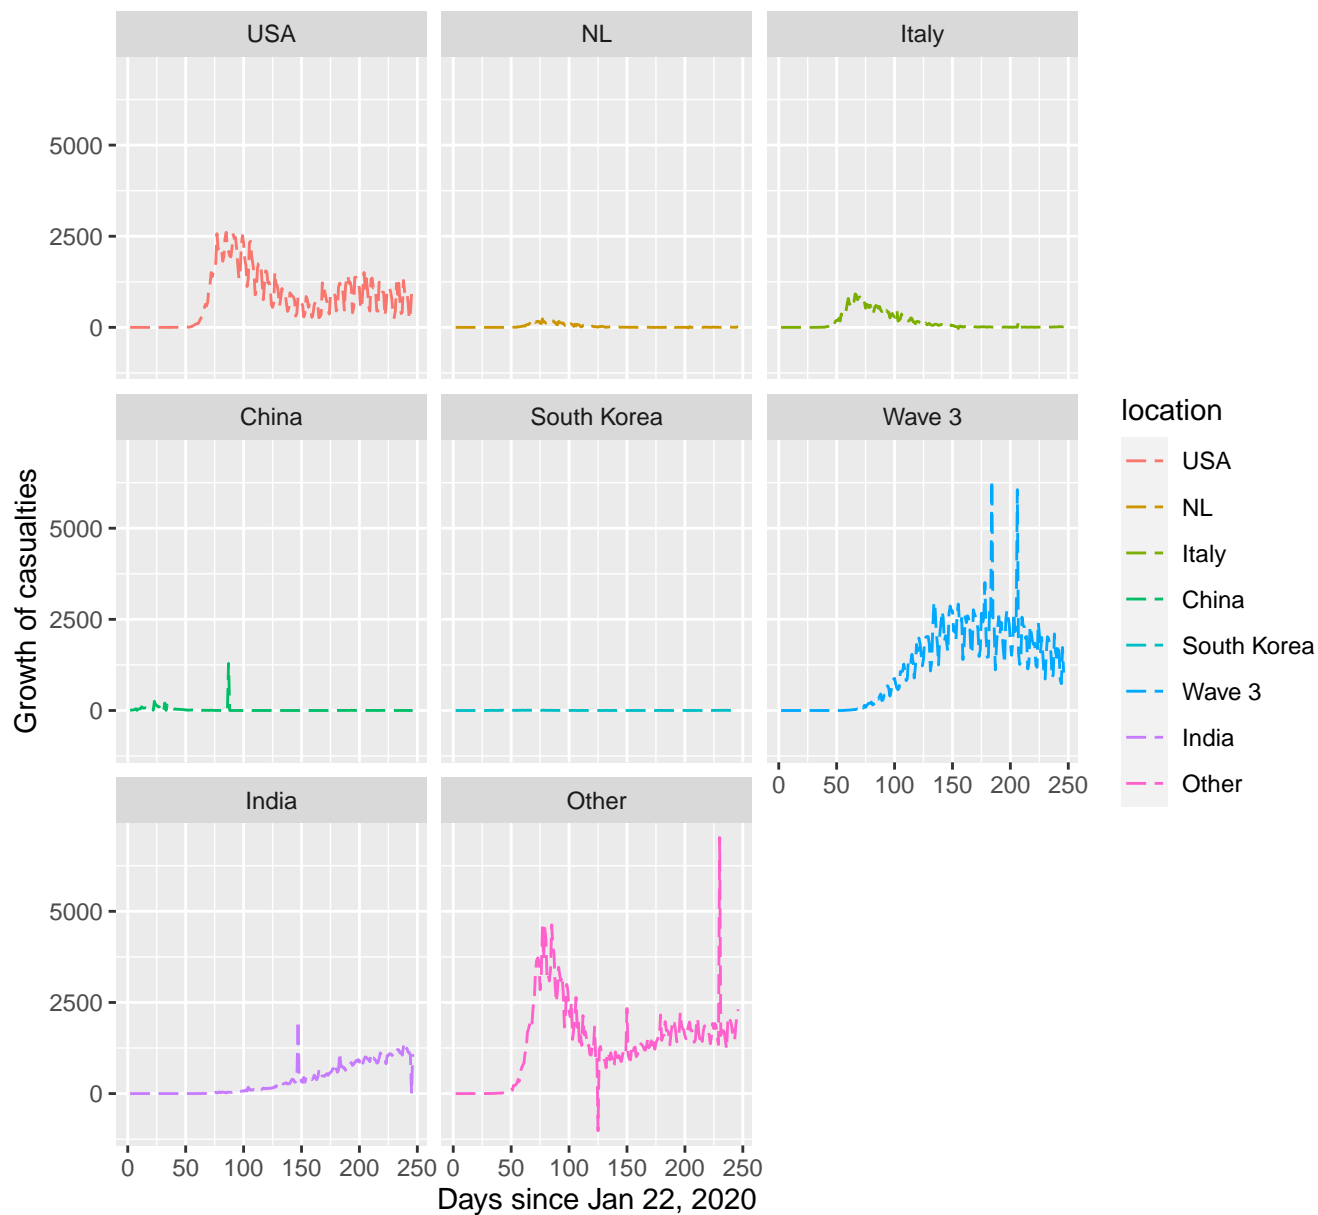 USA
NL
Italy
5000
2500
0
China
South Korea
Wave 3
5000
2500
0
0 50 100 150 200 250
India
Other
5000
2500
0
0 50 100 150 200 250
0 50 100 150 200 250
Growth of casualties
Days since Jan 22, 2020
location
USA
NL
Italy
China
South Korea
Wave 3
India
Other